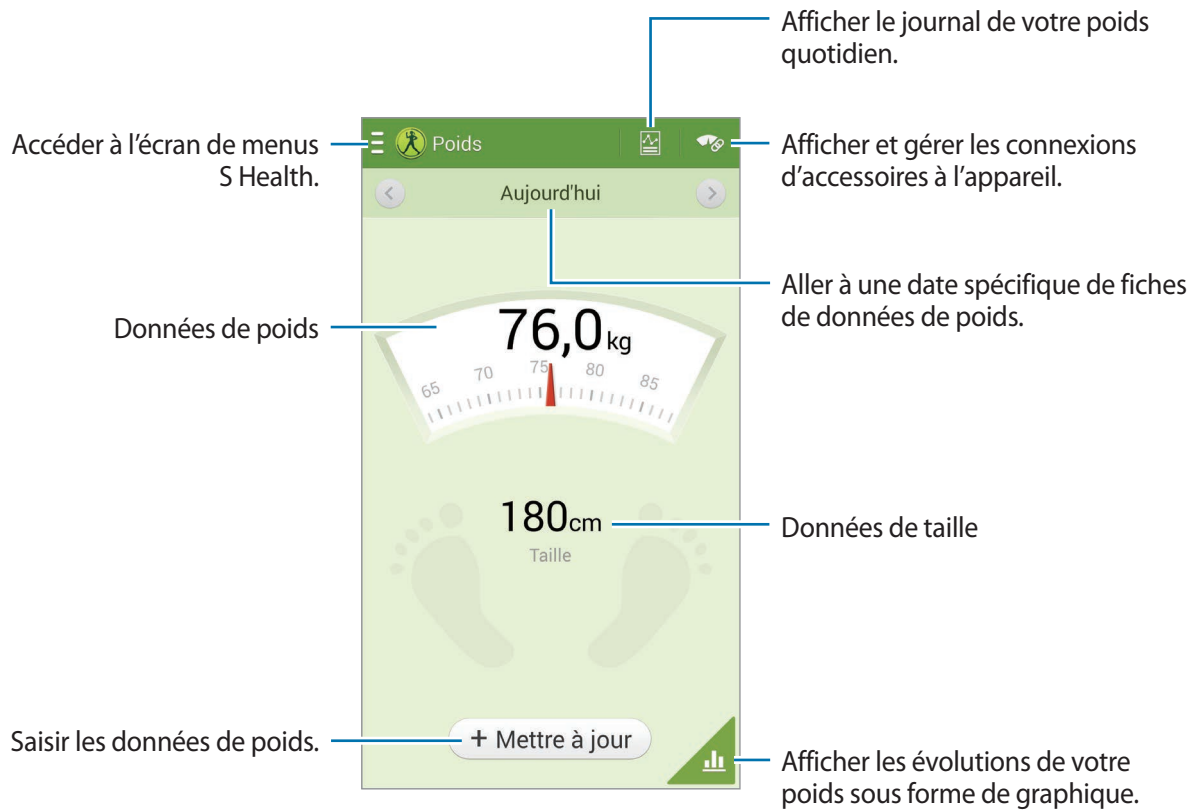 Afficher le journal de votre poids
quotidien.
Accéder à l'écran de menus
S Health.
Poids
Afficher et gérer les connexions
d'accessoires à l'appareil.
Aujourd'hui
Aller à une date spécifique de fiches
de données de poids.
Données de poids
76,0 kg
65 70 75 80 85
180cm
Taille
Données de taille
Saisir les données de poids.
+ Mettre à jour
Afficher les évolutions de votre
poids sous forme de graphique.